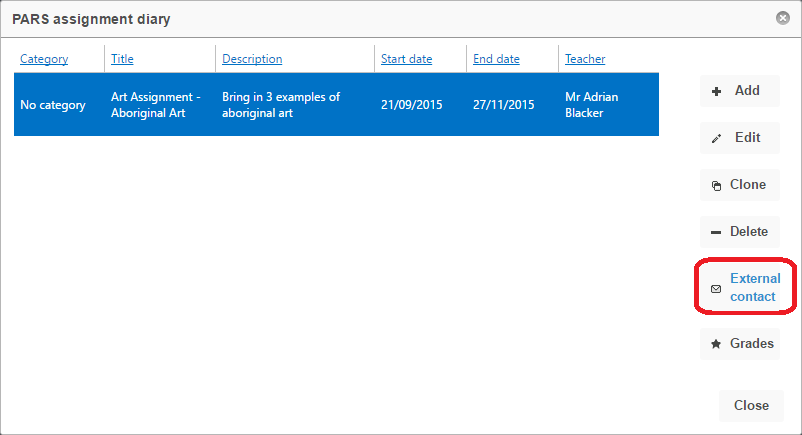 PARS assignment diary
Category Title Description Start date End date Teacher
No category Art Assignment - Bring in 3 examples of 21/09/2015 27/11/2015 Mr Adrian
Aboriginal Art aboriginal art Blacker
Add
Edit
Clone
Delete
External
contact
Grades
Close